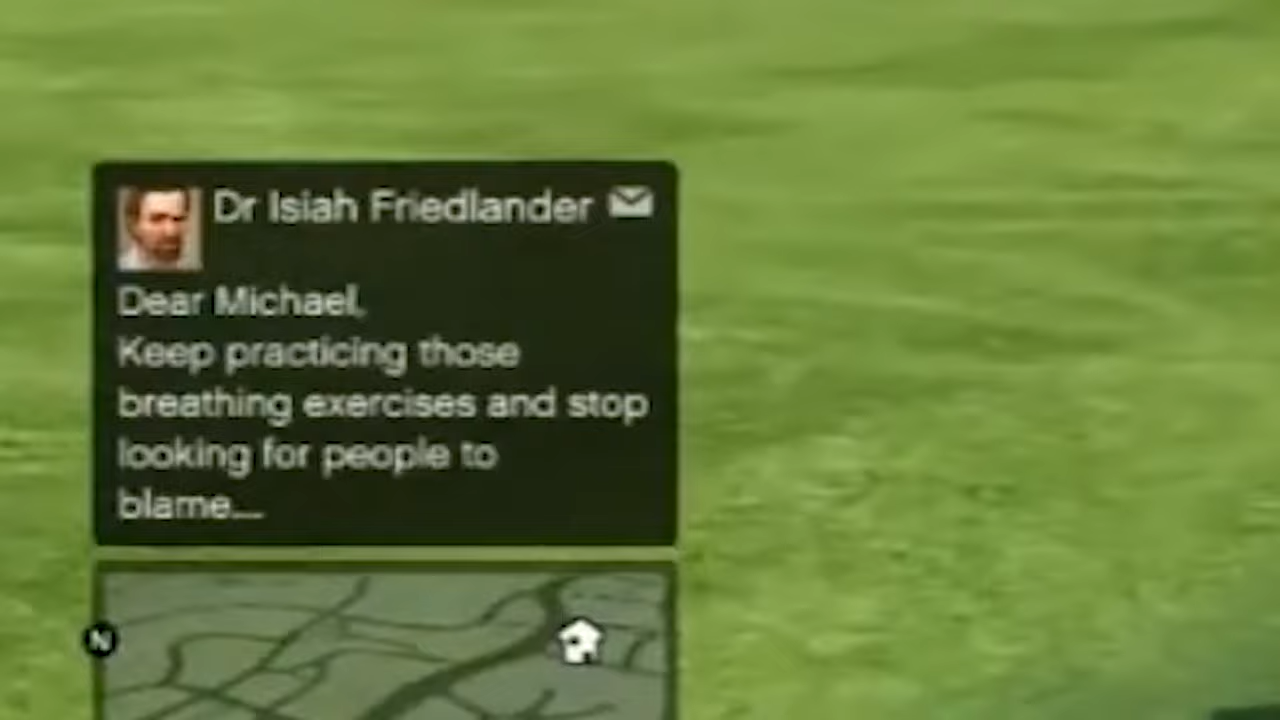 Dr Isiah Friedlander
Dear Michael,
Keep practicing those
breathing exercises and stop
looking for people to
blame...
N